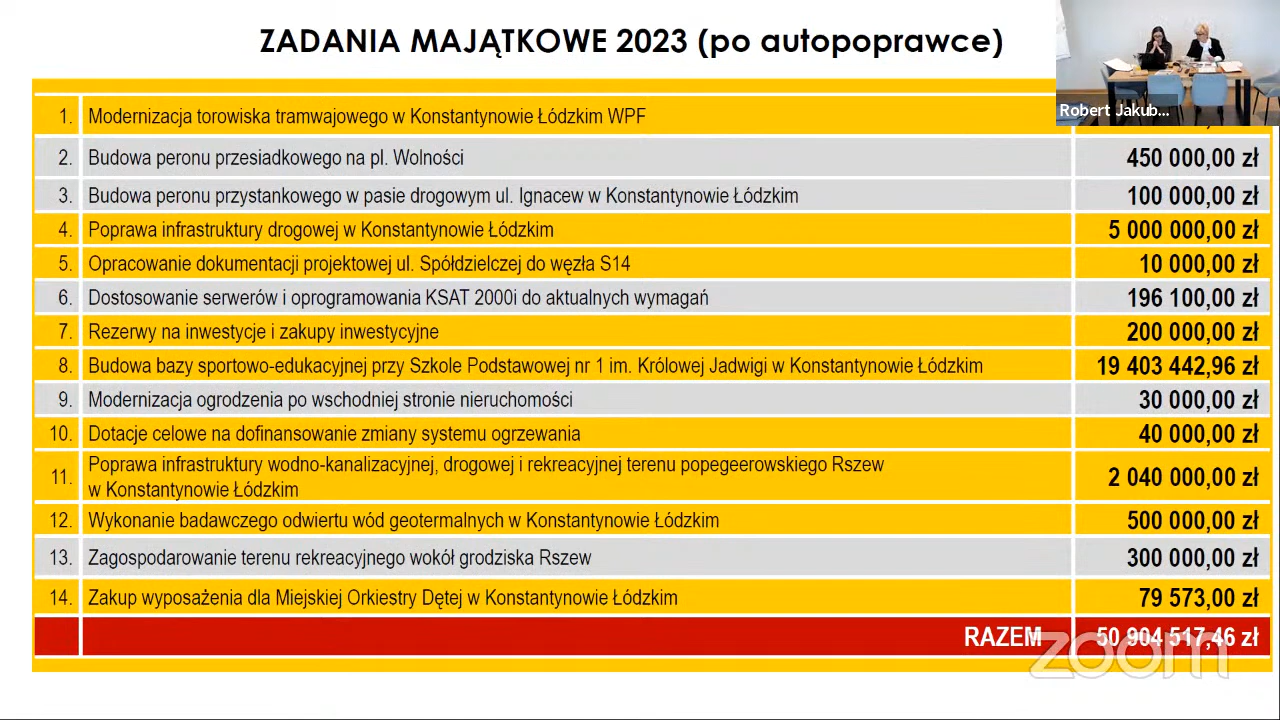 ZADANIA MAJĄTKOWE 2023 (po autopoprawce)
Robert Jakub...
1. Modernizacja torowiska tramwajowego w Konstantynowie Łódzkim WPF
2. Budowa peronu przesiadkowego na pl. Wolności 450 000,00 zł
3. Budowa peronu przystankowego w pasie drogowym ul. Ignacew w Konstantynowie Łódzkim 100 000,00 zł
4. Poprawa infrastruktury drogowej w Konstantynowie Łódzkim 5 000 000,00 zł
5. Opracowanie dokumentacji projektowej ul. Spółdzielczej do węzła S14 10 000,00 zł
6. Dostosowanie serwerów i oprogramowania KSAT 2000i do aktualnych wymagań 196 100,00 zł
7. Rezerwy na inwestycje i zakupy inwestycyjne 200 000,00 zł
8. Budowa bazy sportowo-edukacyjnej przy Szkole Podstawowej nr 1 im. Królowej Jadwigi w Konstantynowie Łódzkim 19 403 442,96 zł
9. Modernizacja ogrodzenia po wschodniej stronie nieruchomości 30 000,00 zł
10. Dotacje celowe na dofinansowanie zmiany systemu ogrzewania 40 000,00 zł
11. Poprawa infrastruktury wodno-kanalizacyjnej, drogowej i rekreacyjnej terenu popegeerowskiego Rszew
w Konstantynowie Łódzkim 2 040 000,00 zł
12. Wykonanie badawczego odwiertu wód geotermalnych w Konstantynowie Łódzkim 500 000,00 zł
13. Zagospodarowanie terenu rekreacyjnego wokół grodziska Rszew 300 000,00 zł
14. Zakup wyposażenia dla Miejskiej Orkiestry Dętej w Konstantynowie Łódzkim 79 573,00 zł
RAZEM 50 904 517,46 zł
zoom